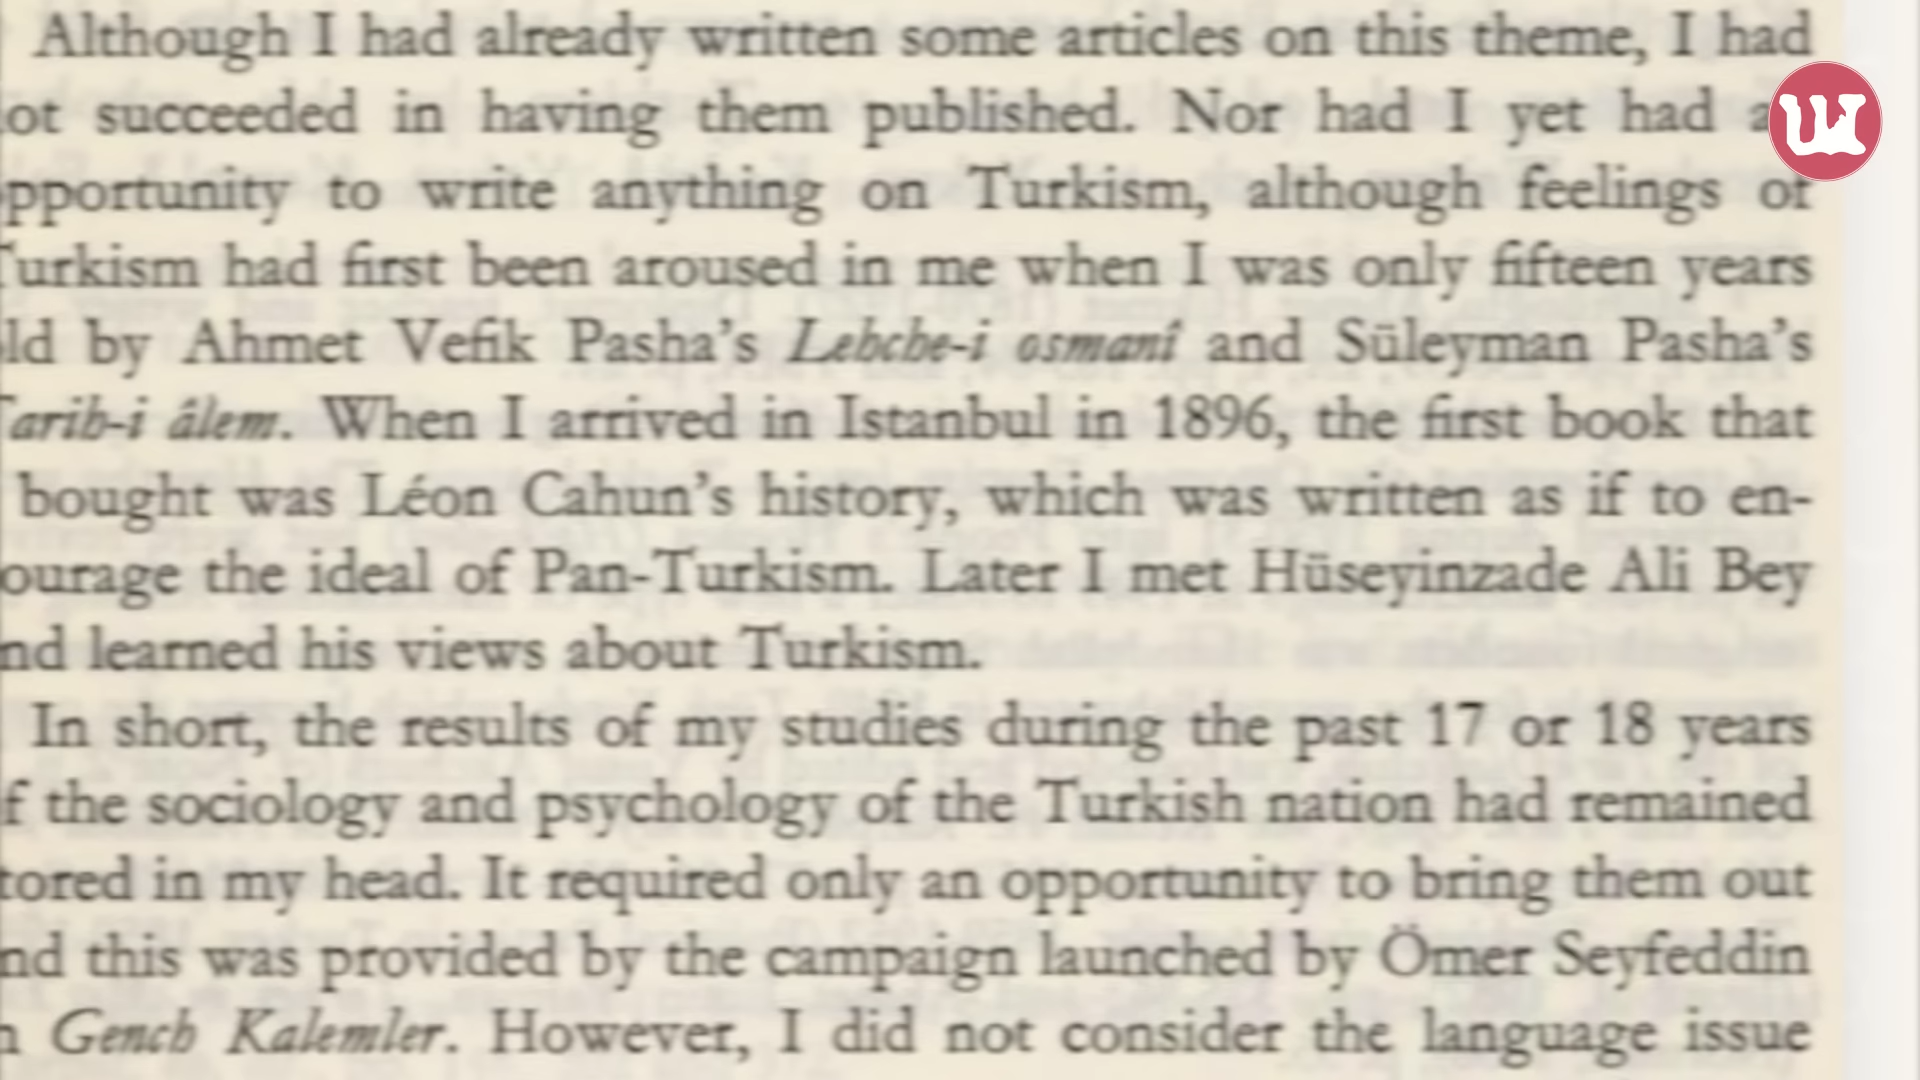 Although I had already written some articles on this theme, I had
ot succeeded in having them published. Nor had I yet had a
pportunity to write anything on Turkism, although feelings of
Turkism had first been aroused in me when I was only fifteen years
ld by Ahmet Vefik Pasha's Lehche-i osmanî and Süleyman Pasha's
Tarih-i âlem. When I arrived in Istanbul in 1896, the first book that
bought was Léon Cahun's history, which was written as if to en-
ourage the ideal of Pan-Turkism. Later I met Hüseyinzade Ali Bey
nd learned his views about Turkism.
In short, the results of my studies during the past 17 or 18 years
f the sociology and psychology of the Turkish nation had remained
tored in my head. It required only an opportunity to bring them out
nd this was provided by the campaign launched by Ömer Seyfeddin
n Gench Kalemler. However, I did not consider the language issue